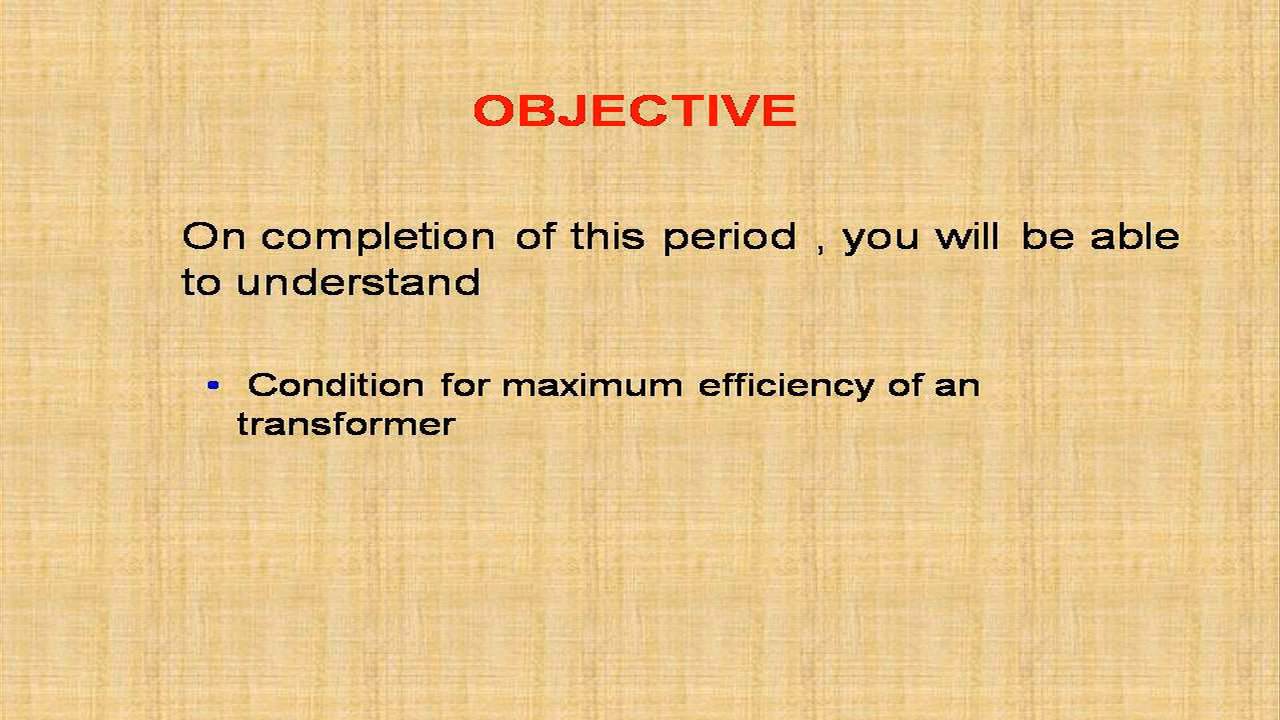 OBJECTIVE
On completion of this period , you will be able
to understand
• Condition for maximum efficiency of an
transformer